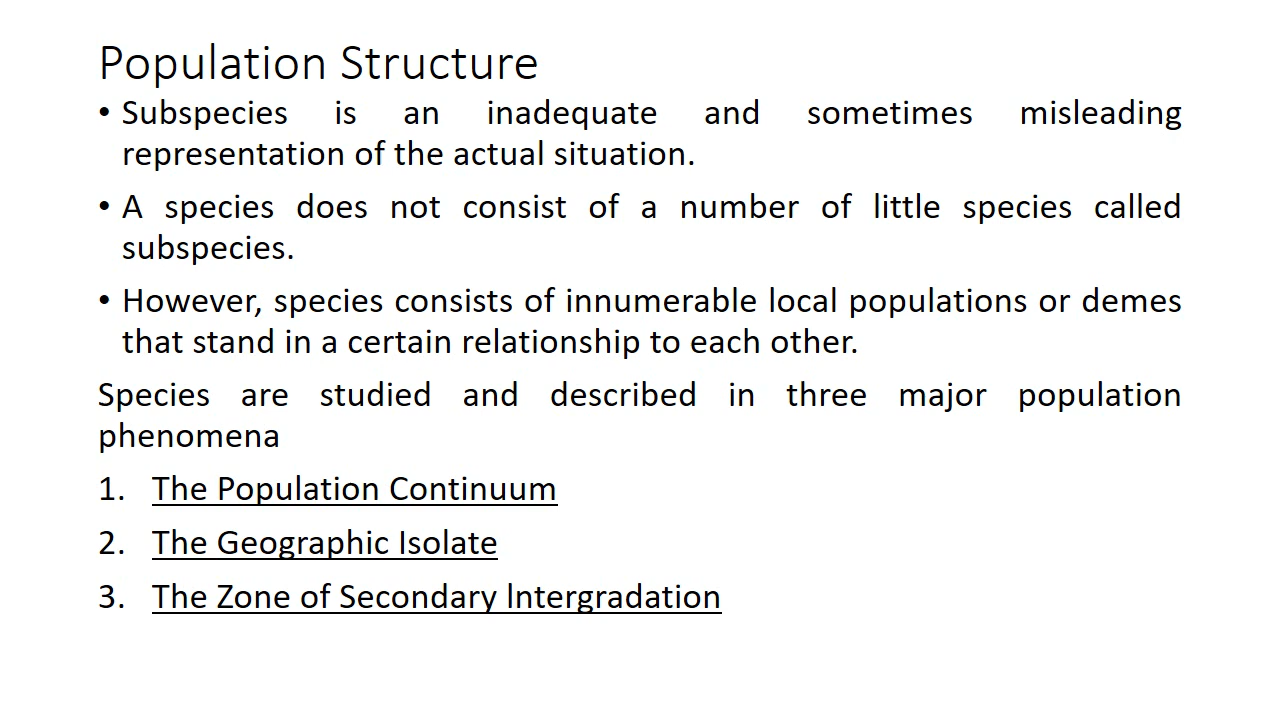 Population Structure
• Subspecies is an inadequate and sometimes misleading
representation of the actual situation.
• A species does not consist of a number of little species called
subspecies.
• However, species consists of innumerable local populations or demes
that stand in a certain relationship to each other.
Species are studied and described in three major population
phenomena
1. The Population Continuum
2. The Geographic Isolate
3. The Zone of Secondary lntergradation